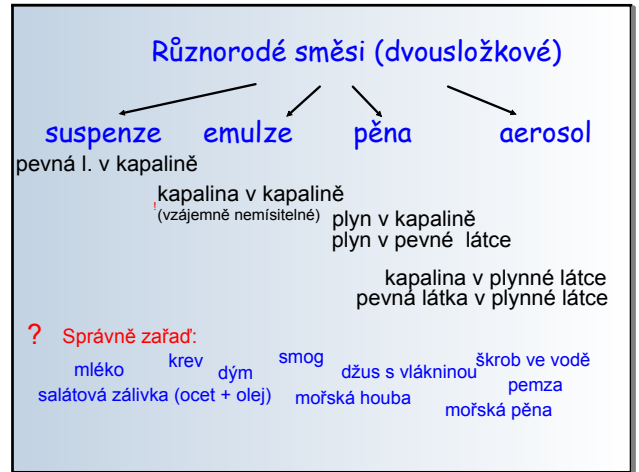 Různorodé směsi (dvousložkové)
suspenze emulze pěna aerosol
pevná l. v kapalině
kapalina v kapalině
! (vzájemně nemísitelné)
plyn v kapalině
plyn v pevné látce
kapalina v plynné látce
pevná látka v plynné látce
? Správně zařaď:
mléko krev dým smog džus s vlákninou škrob ve vodě
pemza
salátová zálivka (ocet + olej) mořská houba mořská pěna